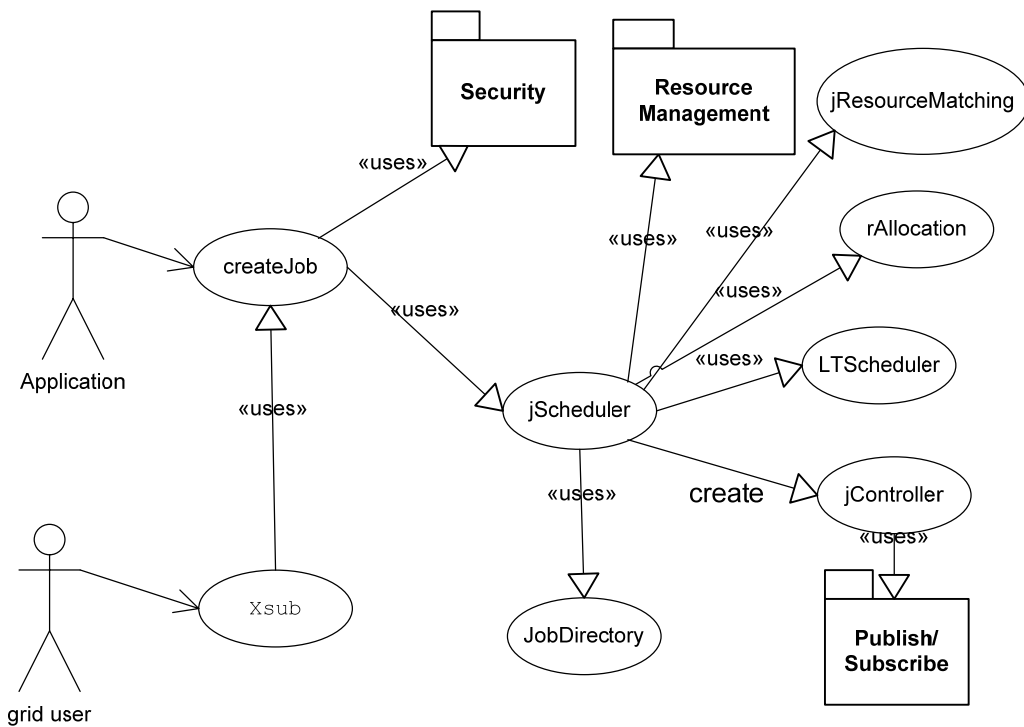 Security
Resource
Management
jResourceMatching
«uses»
«uses»
«uses»
rAllocation
createJob
«uses»
«uses»
Application
«uses»
LTScheduler
«uses»
jScheduler
«uses»
create
jController
«uses»
Xsub
JobDirectory
Publish/
Subscribe
grid user